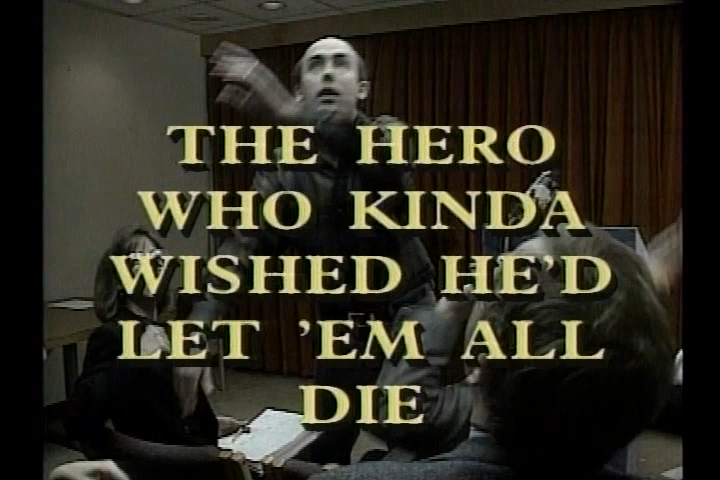 THE HERO
WHO KINDA
WISHED HE'D
LET 'EM ALL
DIE